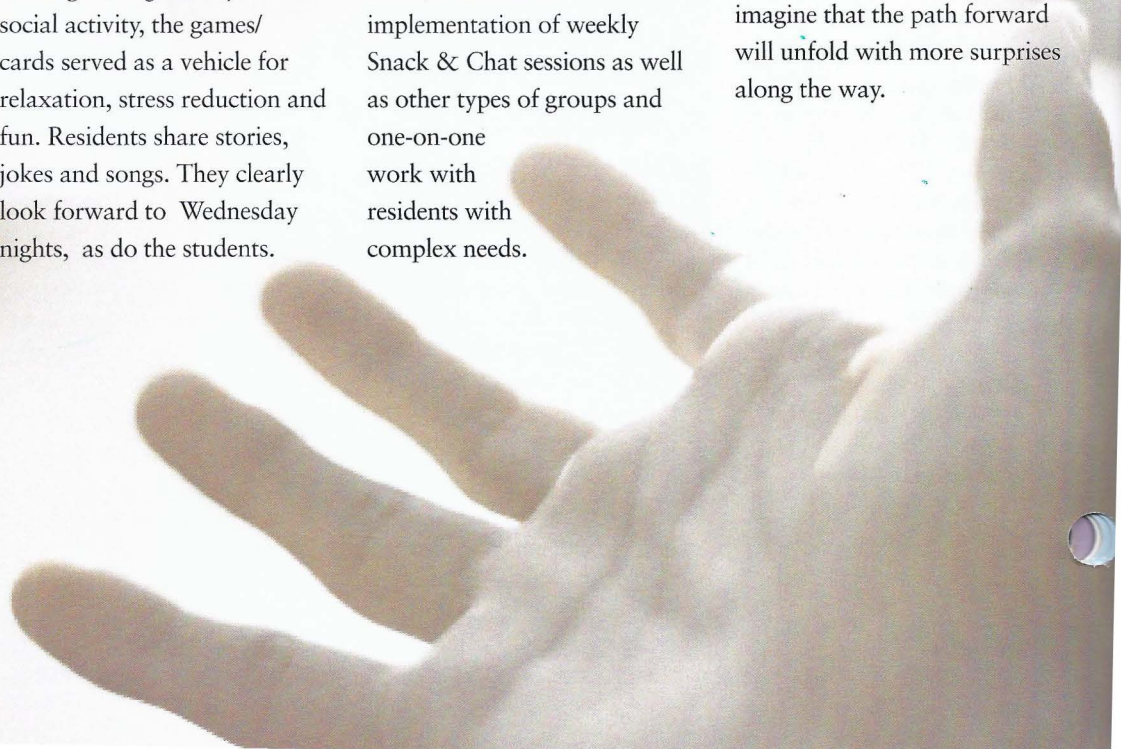 social activity, the games/
cards served as a vehicle for
relaxation, stress reduction and
fun. Residents share stories,
jokes and songs. They clearly
look forward to Wednesday
nights, as do the students.
implementation of weekly
Snack & Chat sessions as well
as other types of groups and
one-on-one
work with
residents with
complex needs.
imagine that the path forward
will unfold with more surprises
along the way.